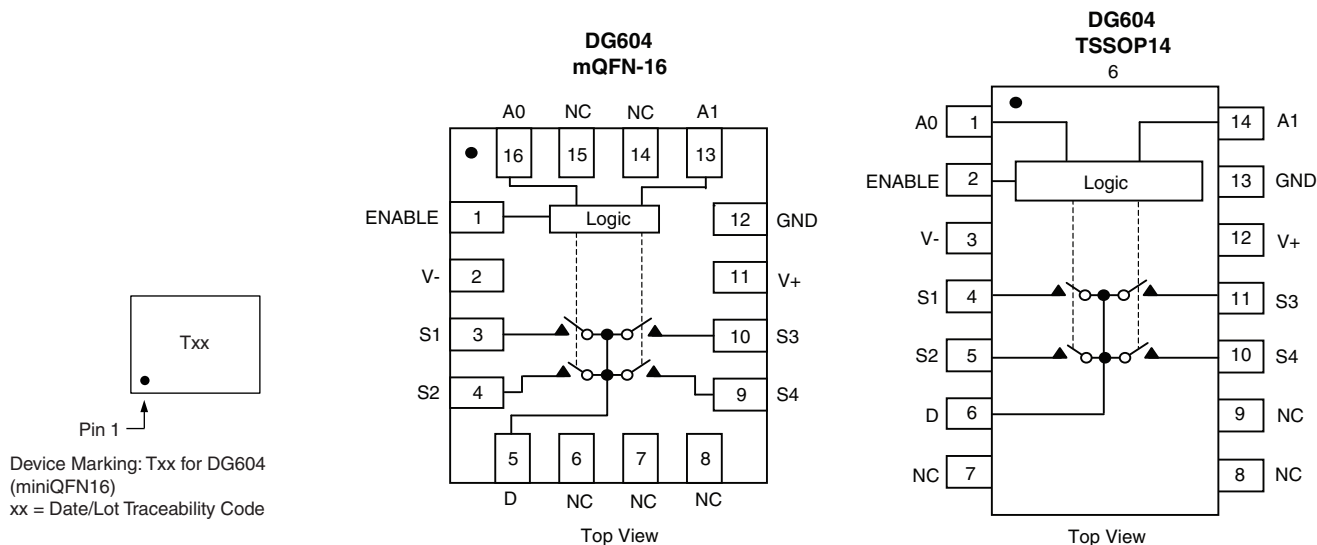 DG604
mQFN-16
A0 NC NC A1
16 15 14 13
ENABLE 1 Logic 12 GND
V- 2 11 V+
S1 3 10 S3
S2 4 9 S4
5 6 7 8
D NC NC NC
Top View
DG604
TSSOP14
6
A0 1 14 A1
ENABLE 2 Logic 13 GND
V- 3 12 V+
S1 4 11 S3
S2 5 10 S4
D 6 9 NC
NC 7 8 NC
Top View
Txx
Pin 1
Device Marking: Txx for DG604
(miniQFN16)
xx = Date/Lot Traceability Code